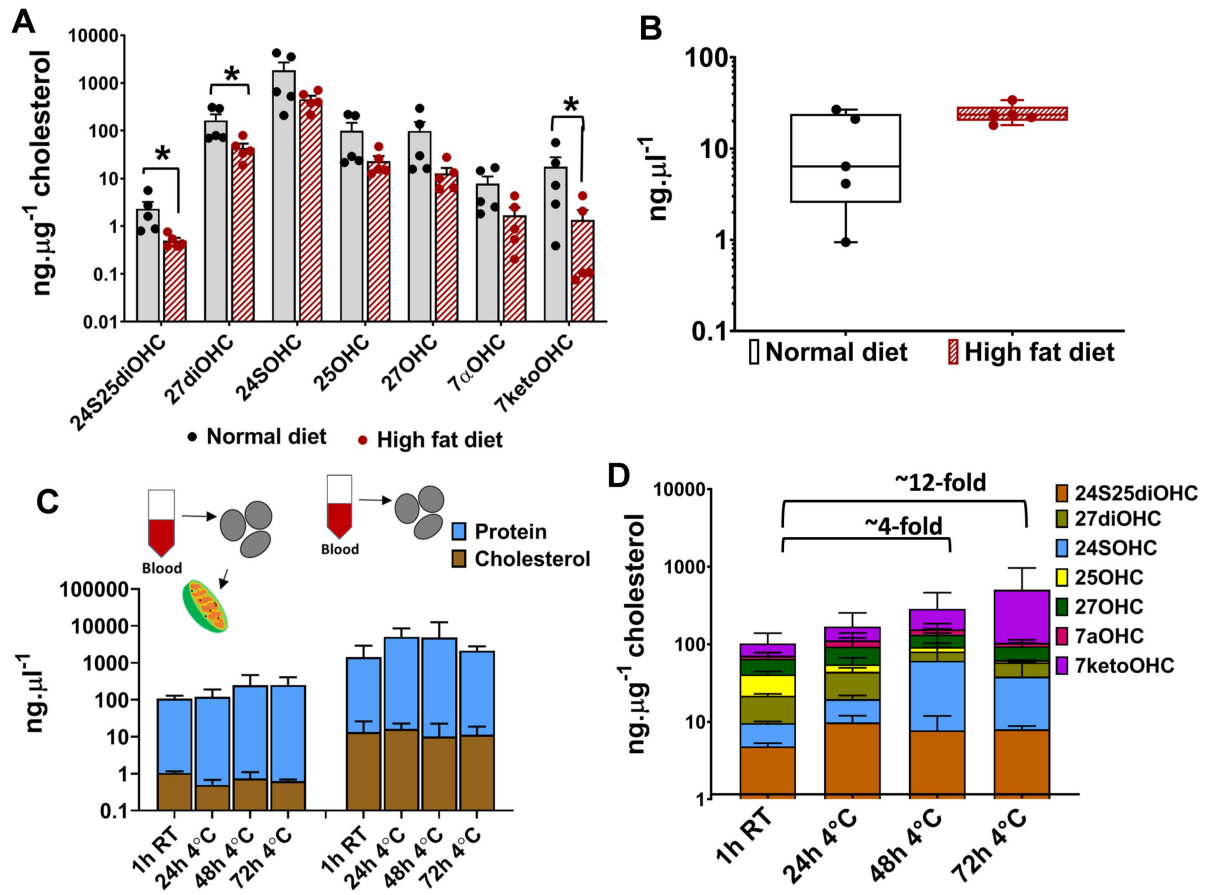 A
ng.μg⁻¹ cholesterol
10000
1000
100
10
1
0.1
0.01
*
*
*
24S25diOHC
27diOHC
24SOHC
25OHC
27OHC
7αOHC
7ketoOHC
Normal diet
High fat diet
B
ng.μl⁻¹
100
10
1
0.1
Normal diet
High fat diet
C
Blood
Blood
Protein
Cholesterol
ng.μl⁻¹
100000
10000
1000
100
10
1
0.1
1h RT
24h 4°C
48h 4°C
72h 4°C
1h RT
24h 4°C
48h 4°C
72h 4°C
D
ng.μg⁻¹ cholesterol
10000
1000
100
10
1
~12-fold
~4-fold
1h RT
24h 4°C
48h 4°C
72h 4°C
24S25diOHC
27diOHC
24SOHC
25OHC
27OHC
7aOHC
7ketoOHC